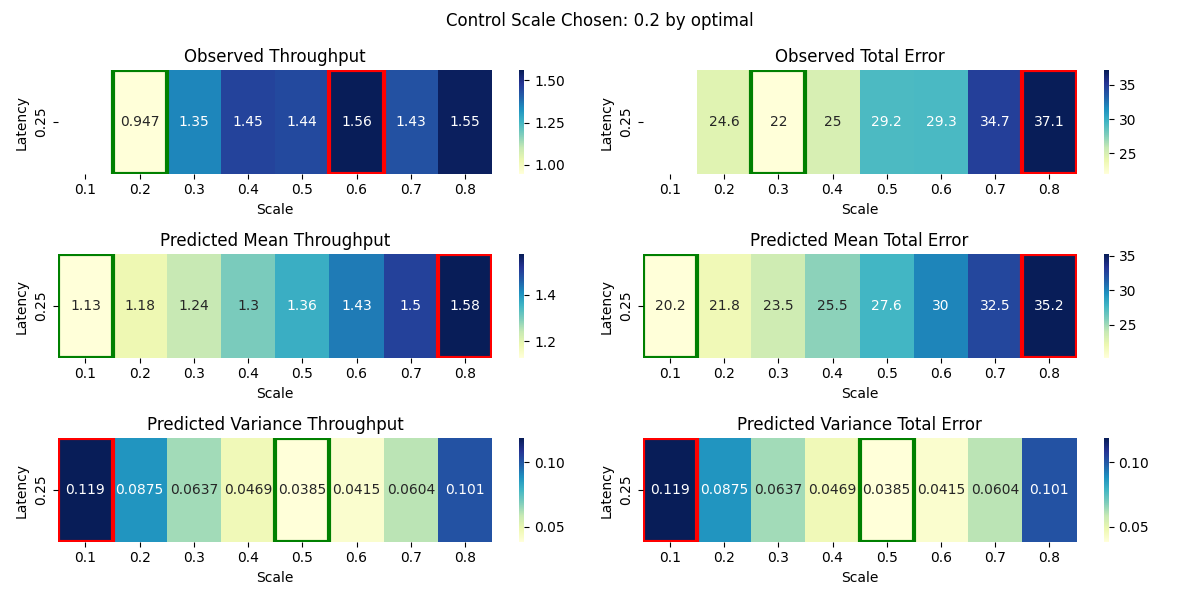 Control Scale Chosen: 0.2 by optimal
Observed Throughput
Latency
0.25
0.947 1.35 1.45 1.44 1.56 1.43 1.55
0.1 0.2 0.3 0.4 0.5 0.6 0.7 0.8
Scale
1.50
1.25
1.00
Observed Total Error
Latency
0.25
24.6 22 25 29.2 29.3 34.7 37.1
0.1 0.2 0.3 0.4 0.5 0.6 0.7 0.8
Scale
35
30
25
Predicted Mean Throughput
Latency
0.25
1.13 1.18 1.24 1.3 1.36 1.43 1.5 1.58
0.1 0.2 0.3 0.4 0.5 0.6 0.7 0.8
Scale
1.4
1.2
Predicted Mean Total Error
Latency
0.25
20.2 21.8 23.5 25.5 27.6 30 32.5 35.2
0.1 0.2 0.3 0.4 0.5 0.6 0.7 0.8
Scale
35
30
25
Predicted Variance Throughput
Latency
0.25
0.119 0.0875 0.0637 0.0469 0.0385 0.0415 0.0604 0.101
0.1 0.2 0.3 0.4 0.5 0.6 0.7 0.8
Scale
0.10
0.05
Predicted Variance Total Error
Latency
0.25
0.119 0.0875 0.0637 0.0469 0.0385 0.0415 0.0604 0.101
0.1 0.2 0.3 0.4 0.5 0.6 0.7 0.8
Scale
0.10
0.05